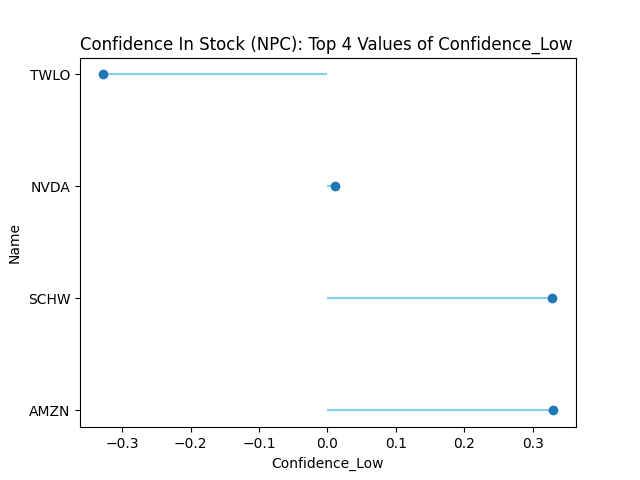 Confidence In Stock (NPC): Top 4 Values of Confidence_Low
TWLO
NVDA
SCHW
AMZN
Name
−0.3 −0.2 −0.1 0.0 0.1 0.2 0.3
Confidence_Low